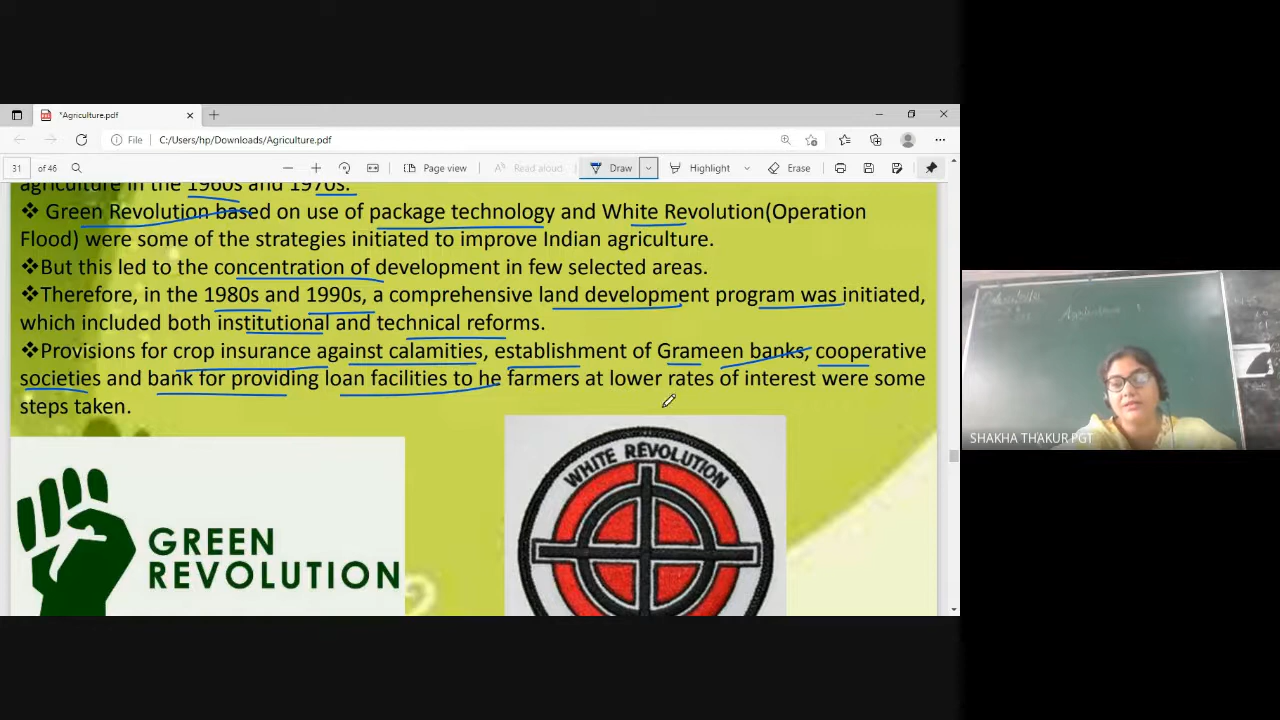 *Agriculture.pdf
File
C:/Users/hp/Downloads/Agriculture.pdf
31 of 46
Page view
Read aloud
Draw
Highlight
Erase
agriculture in the 1960s and 1970s.
❖ Green Revolution based on use of package technology and White Revolution(Operation
Flood) were some of the strategies initiated to improve Indian agriculture.
❖But this led to the concentration of development in few selected areas.
❖Therefore, in the 1980s and 1990s, a comprehensive land development program was initiated,
which included both institutional and technical reforms.
❖Provisions for crop insurance against calamities, establishment of Grameen banks, cooperative
societies and bank for providing loan facilities to he farmers at lower rates of interest were some
steps taken.
GREEN
REVOLUTION
WHITE REVOLUTION
Agriculture
SHAKHA THAKUR PGT